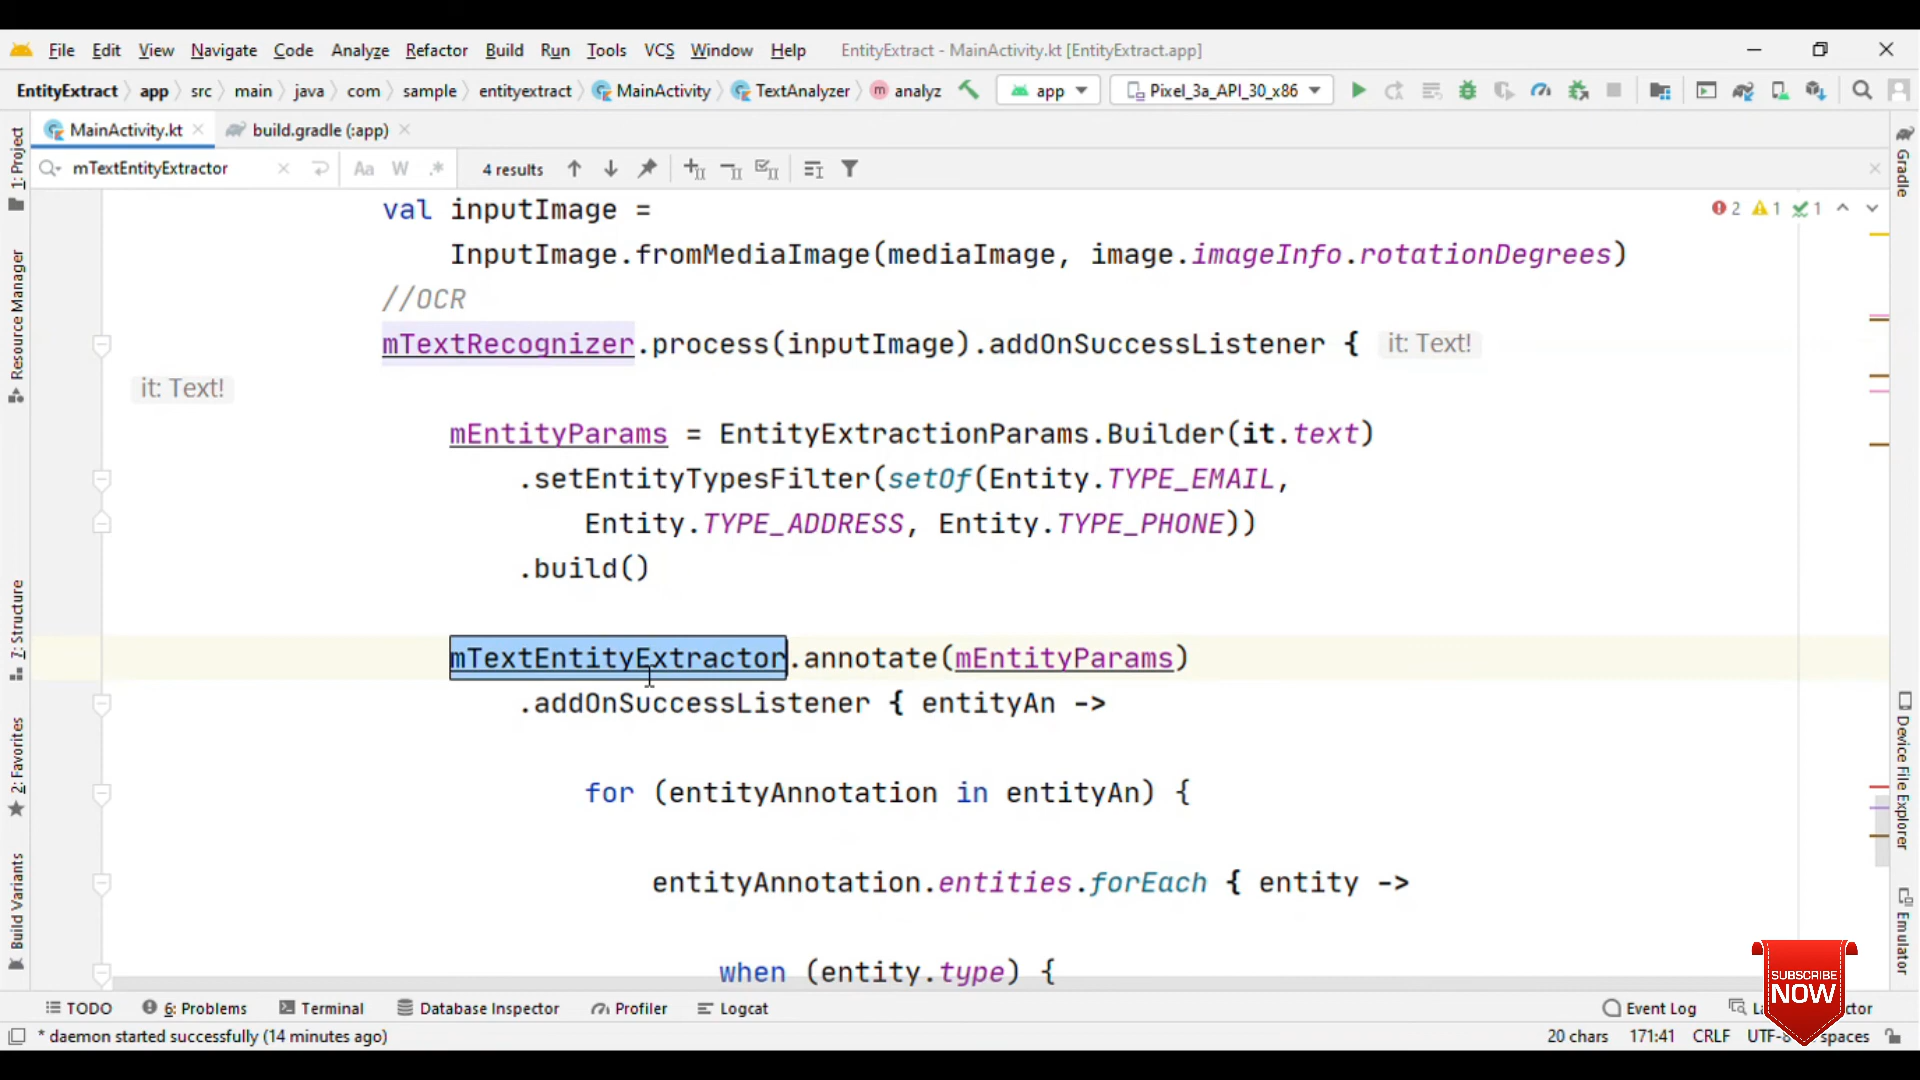 File Edit View Navigate Code Analyze Refactor Build Run Tools VCS Window Help EntityExtract - MainActivity.kt [EntityExtract.app]
EntityExtract app src main java com sample entityextract MainActivity TextAnalyzer m analyz app Pixel_3a_API_30_x86
MainActivity.kt build.gradle (:app)
mTextEntityExtractor Aa W .* 4 results
2 1 1
val inputImage =
InputImage.fromMediaImage(mediaImage, image.imageInfo.rotationDegrees)
//OCR
mTextRecognizer.process(inputImage).addOnSuccessListener { it: Text!
it: Text!
mEntityParams = EntityExtractionParams.Builder(it.text)
.setEntityTypesFilter(setOf(Entity.TYPE_EMAIL,
Entity.TYPE_ADDRESS, Entity.TYPE_PHONE))
.build()
mTextEntityExtractor.annotate(mEntityParams)
.addOnSuccessListener { entityAn ->
for (entityAnnotation in entityAn) {
entityAnnotation.entities.forEach { entity ->
when (entity.type) {
1: Project
Resource Manager
7: Structure
2: Favorites
Build Variants
Gradle
Device File Explorer
Emulator
SUBSCRIBE
NOW
TODO 6: Problems Terminal Database Inspector Profiler Logcat Event Log
* daemon started successfully (14 minutes ago) 20 chars 171:41 CRLF spaces